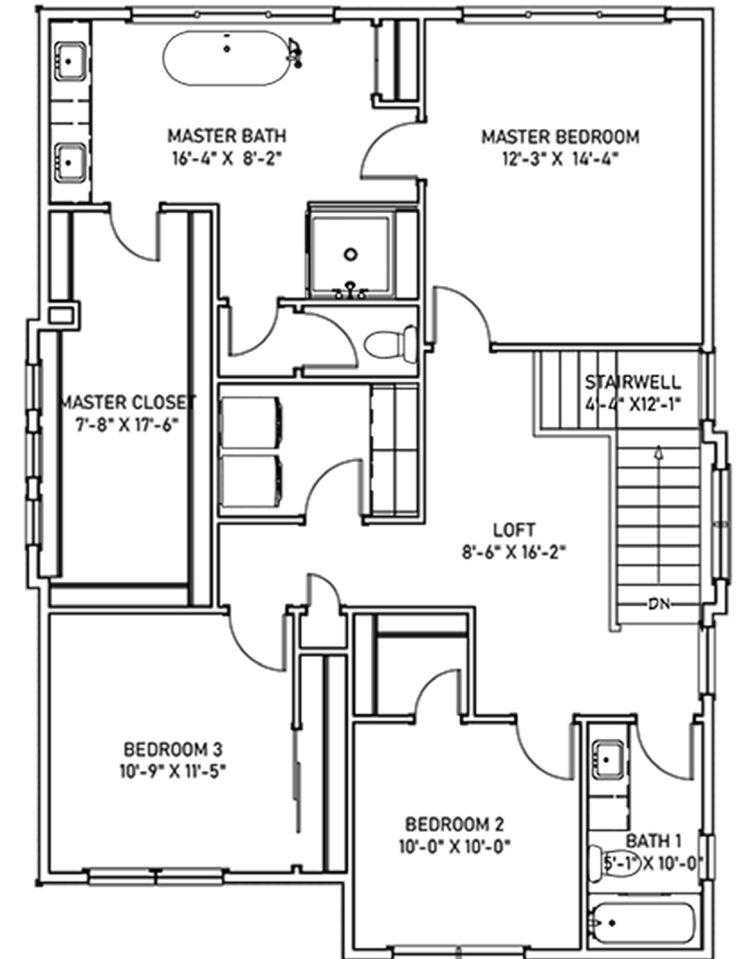 MASTER BATH
16'-4" X 8'-2"
MASTER BEDROOM
12'-3" X 14'-4"
STAIRWELL
4'-4" X12'-1"
MASTER CLOSET
7'-8" X 17'-6"
LOFT
8'-6" X 16'-2"
DN
BEDROOM 3
10'-9" X 11'-5"
BEDROOM 2
10'-0" X 10'-0"
BATH 1
5'-1" X 10'-0"